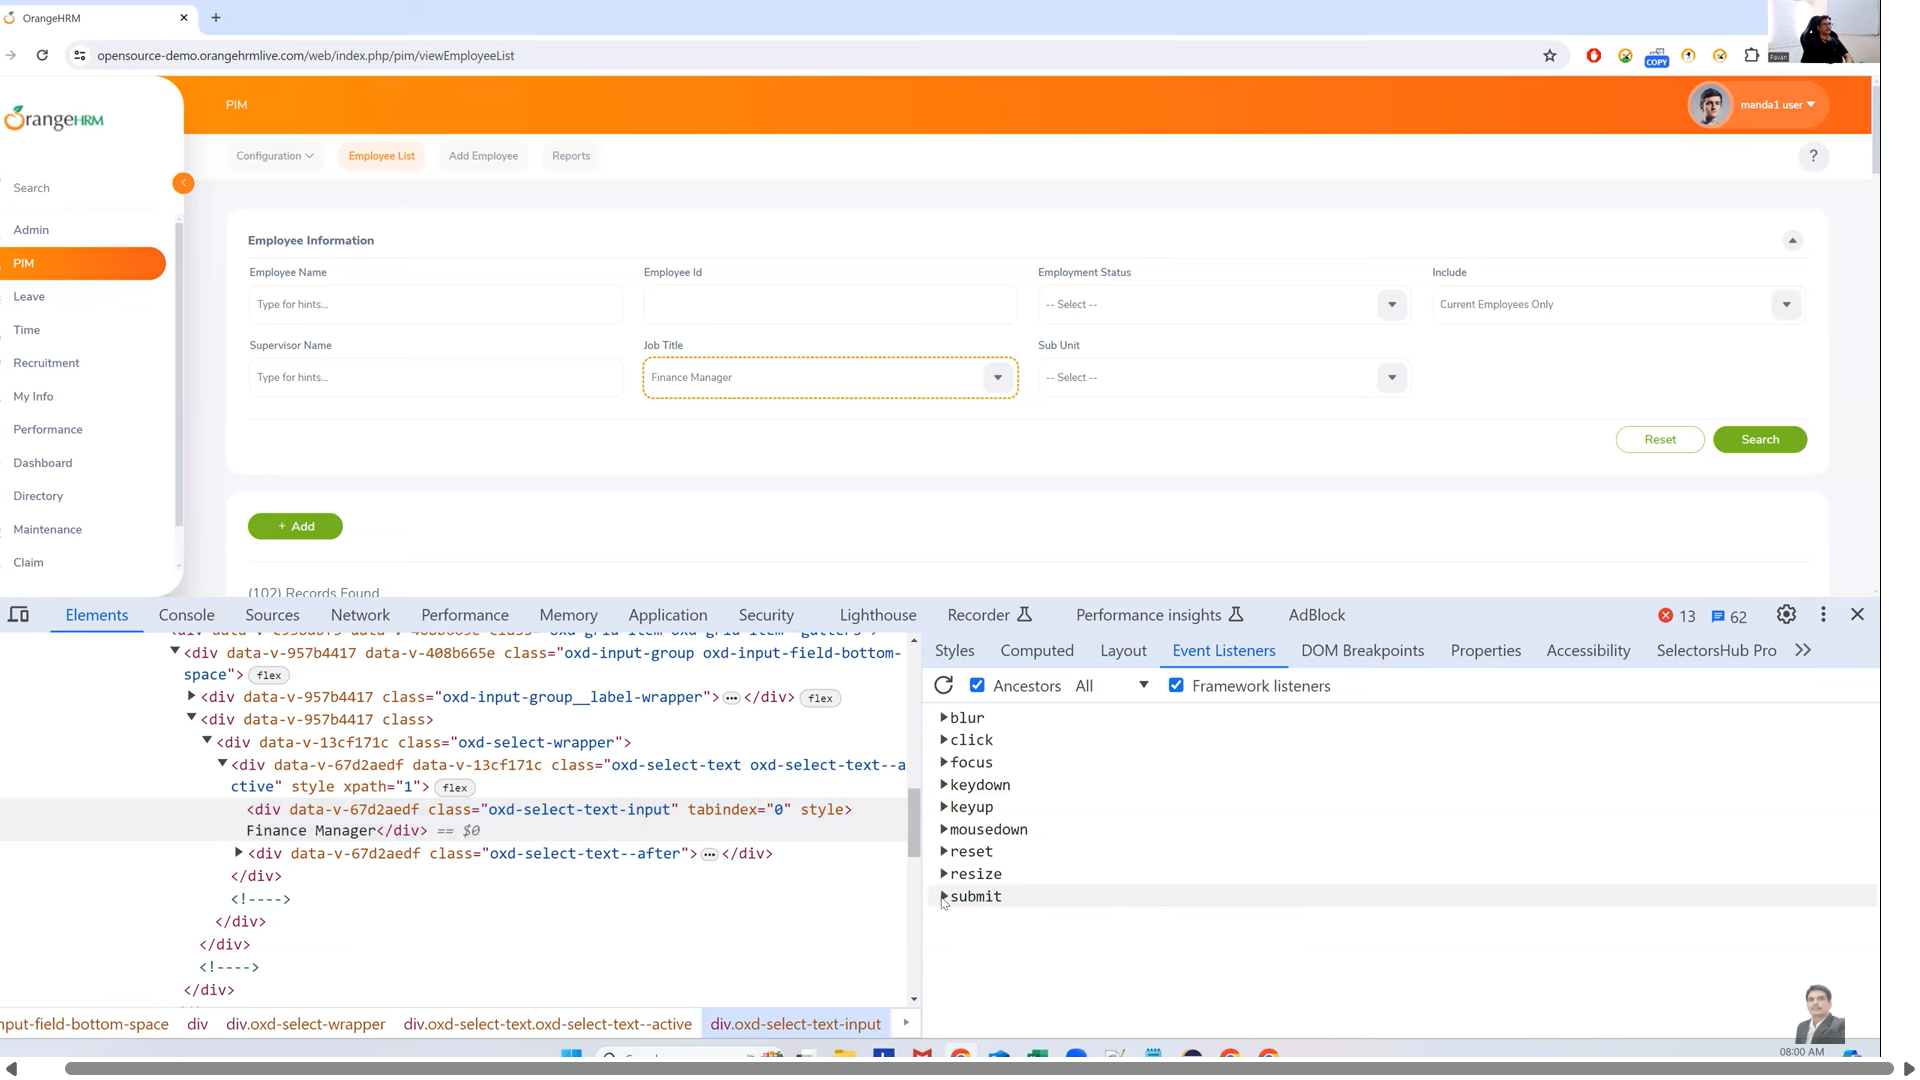 OrangeHRM
opensource-demo.orangehrmlive.com/web/index.php/pim/viewEmployeeList
COPY
Pavan
OrangeHRM
PIM
manda1 user
Configuration
Employee List
Add Employee
Reports
?
Search
Admin
PIM
Leave
Time
Recruitment
My Info
Performance
Dashboard
Directory
Maintenance
Claim
Employee Information
Employee Name
Employee Id
Employment Status
Include
Type for hints...
-- Select --
Current Employees Only
Supervisor Name
Job Title
Sub Unit
Type for hints...
Finance Manager
-- Select --
Reset
Search
+ Add
(102) Records Found
Elements Console Sources Network Performance Memory Application Security Lighthouse Recorder Performance insights AdBlock 13 62
<div data-v-957b4417 data-v-408b665e class="oxd-input-group oxd-input-field-bottom-
space"> flex
<div data-v-957b4417 class="oxd-input-group__label-wrapper"> ••• </div> flex
<div data-v-957b4417 class>
<div data-v-13cf171c class="oxd-select-wrapper">
<div data-v-67d2aedf data-v-13cf171c class="oxd-select-text oxd-select-text--a
ctive" style xpath="1"> flex
<div data-v-67d2aedf class="oxd-select-text-input" tabindex="0" style>
Finance Manager</div> == $0
<div data-v-67d2aedf class="oxd-select-text--after"> ••• </div>
</div>
<!---->
</div>
</div>
<!---->
</div>
nput-field-bottom-space div div.oxd-select-wrapper div.oxd-select-text.oxd-select-text--active div.oxd-select-text-input
Styles Computed Layout Event Listeners DOM Breakpoints Properties Accessibility SelectorsHub Pro
Ancestors All Framework listeners
blur
click
focus
keydown
keyup
mousedown
reset
resize
submit
08:00 AM